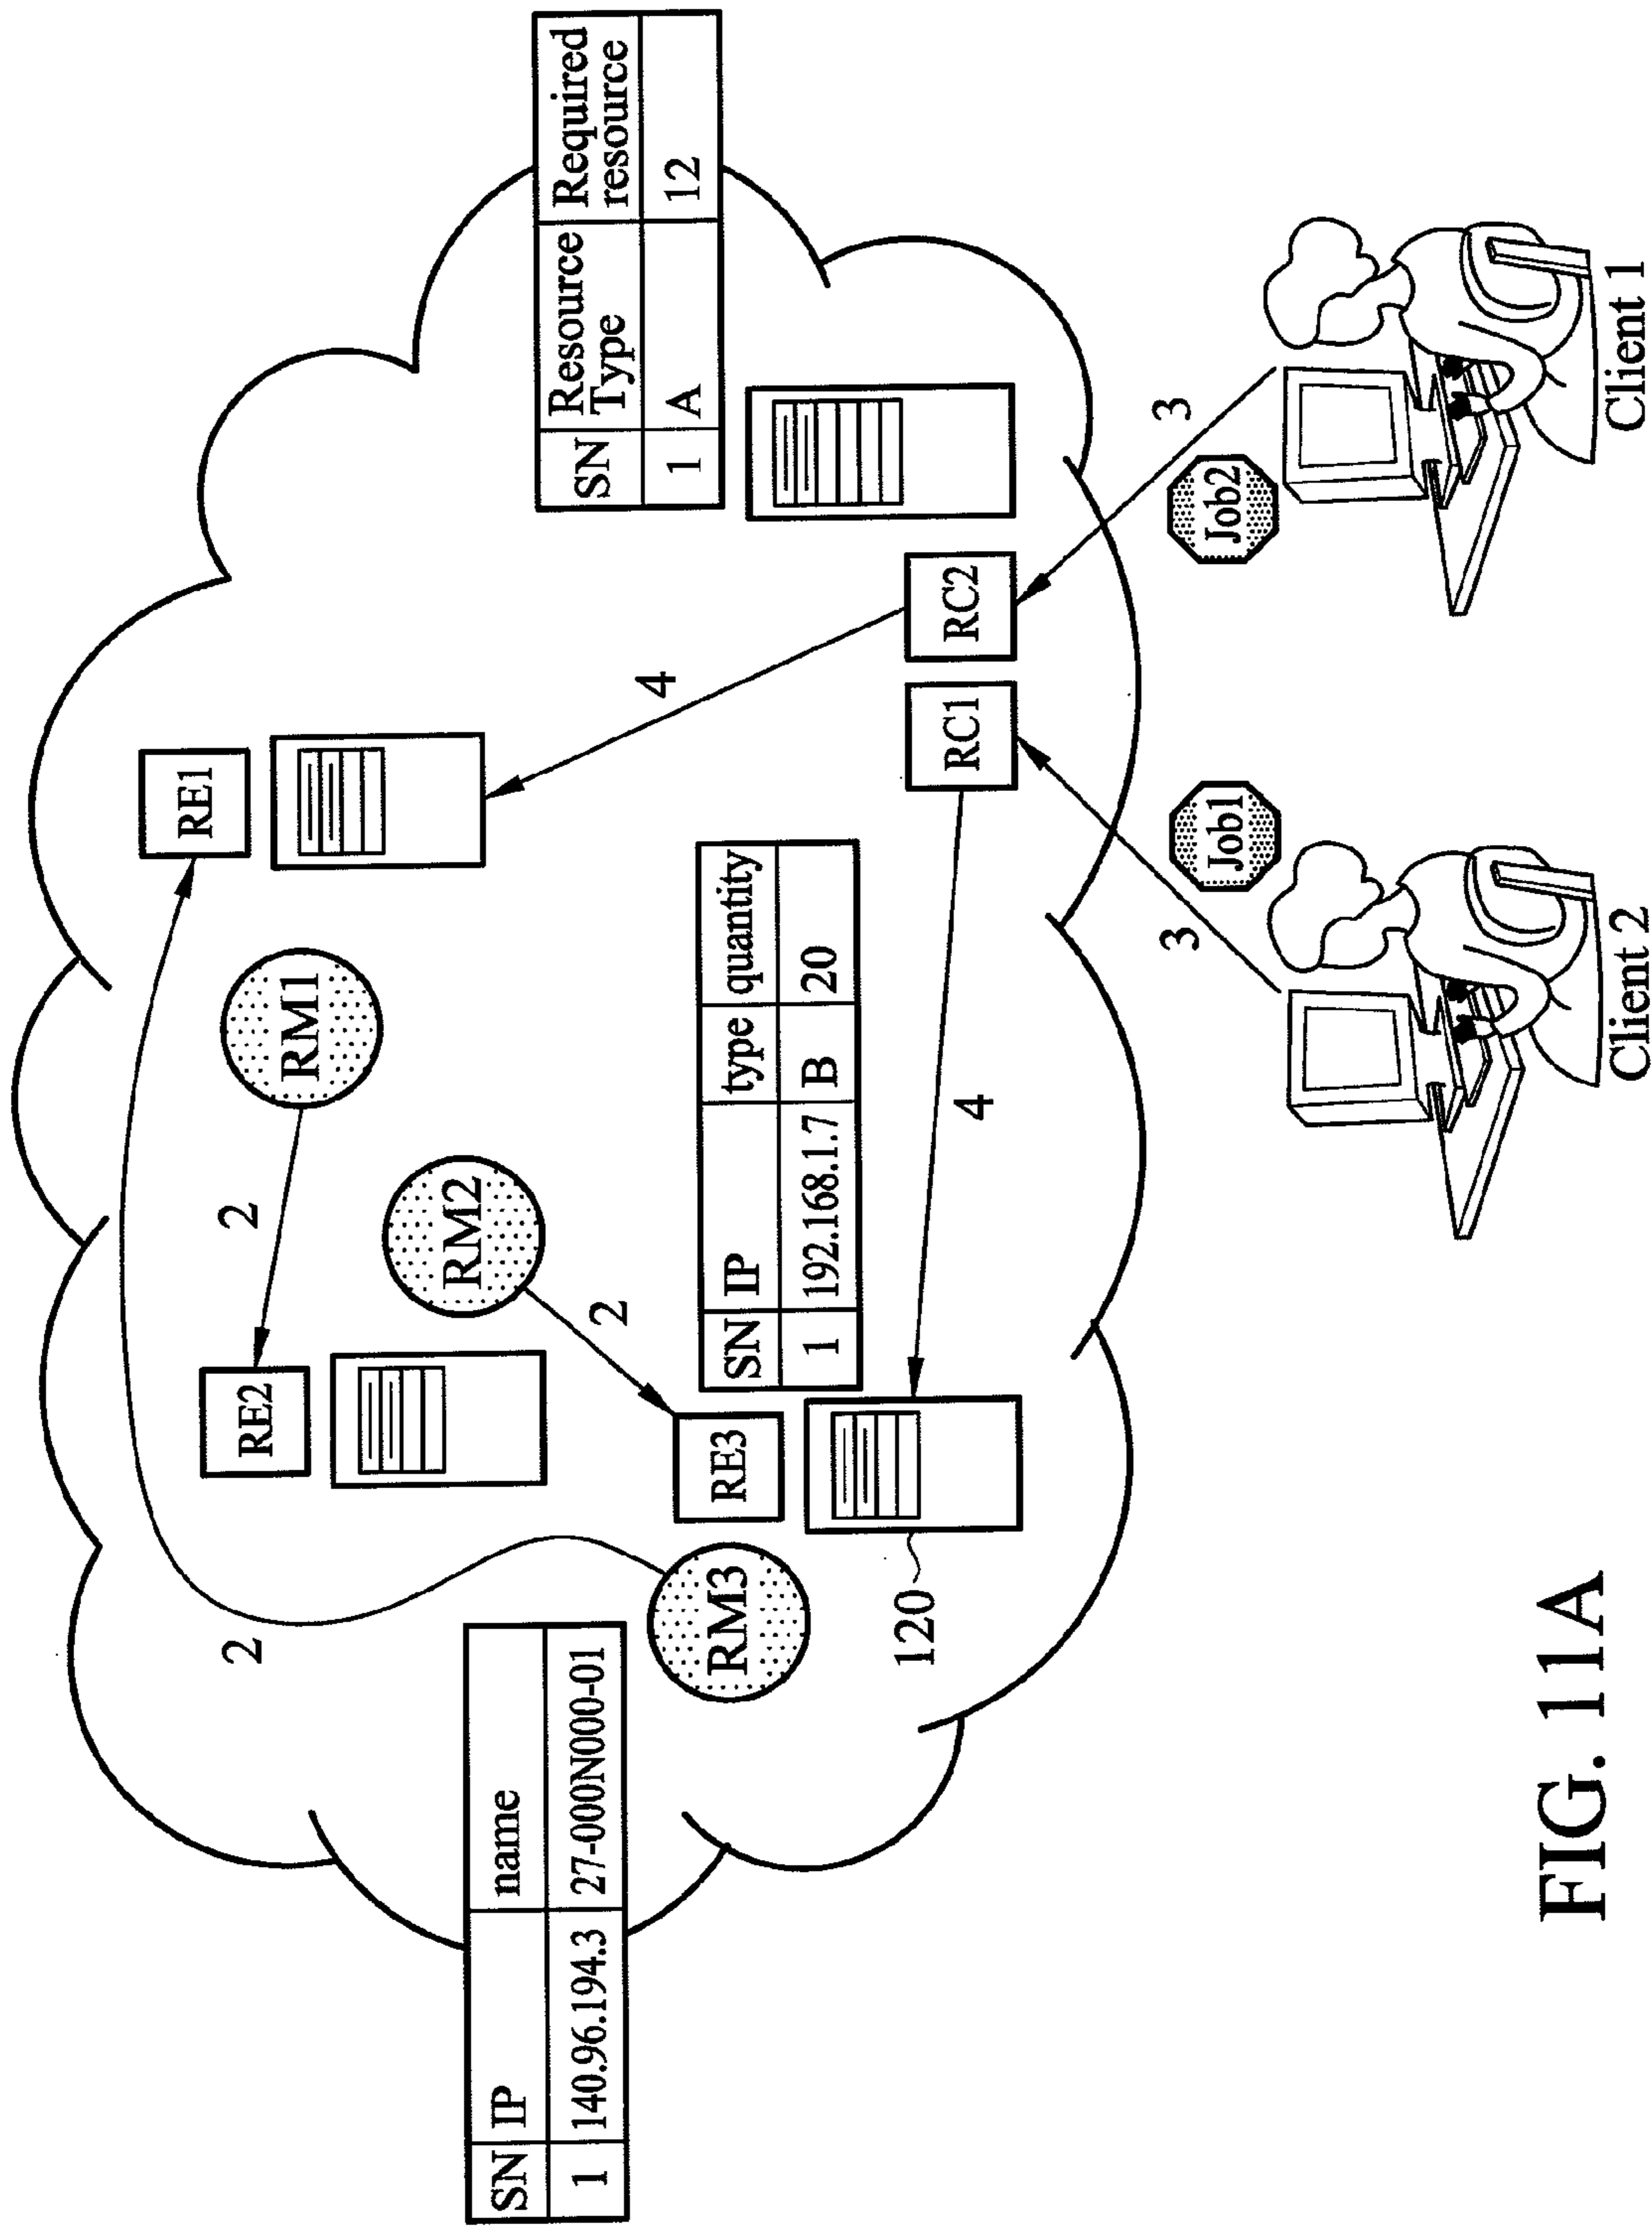 SN IP name
1 140.96.194.3 27-000N000-01
2
RE2
2
RM1
RE1
RM2
2
RM3
RE3
120
SN IP type quantity
1 192.168.1.7 B 20
4
4
RC1
RC2
SN Resource Type Required resource
1 A 12
3
Job1
3
Job2
Client 2
Client 1
FIG. 11A